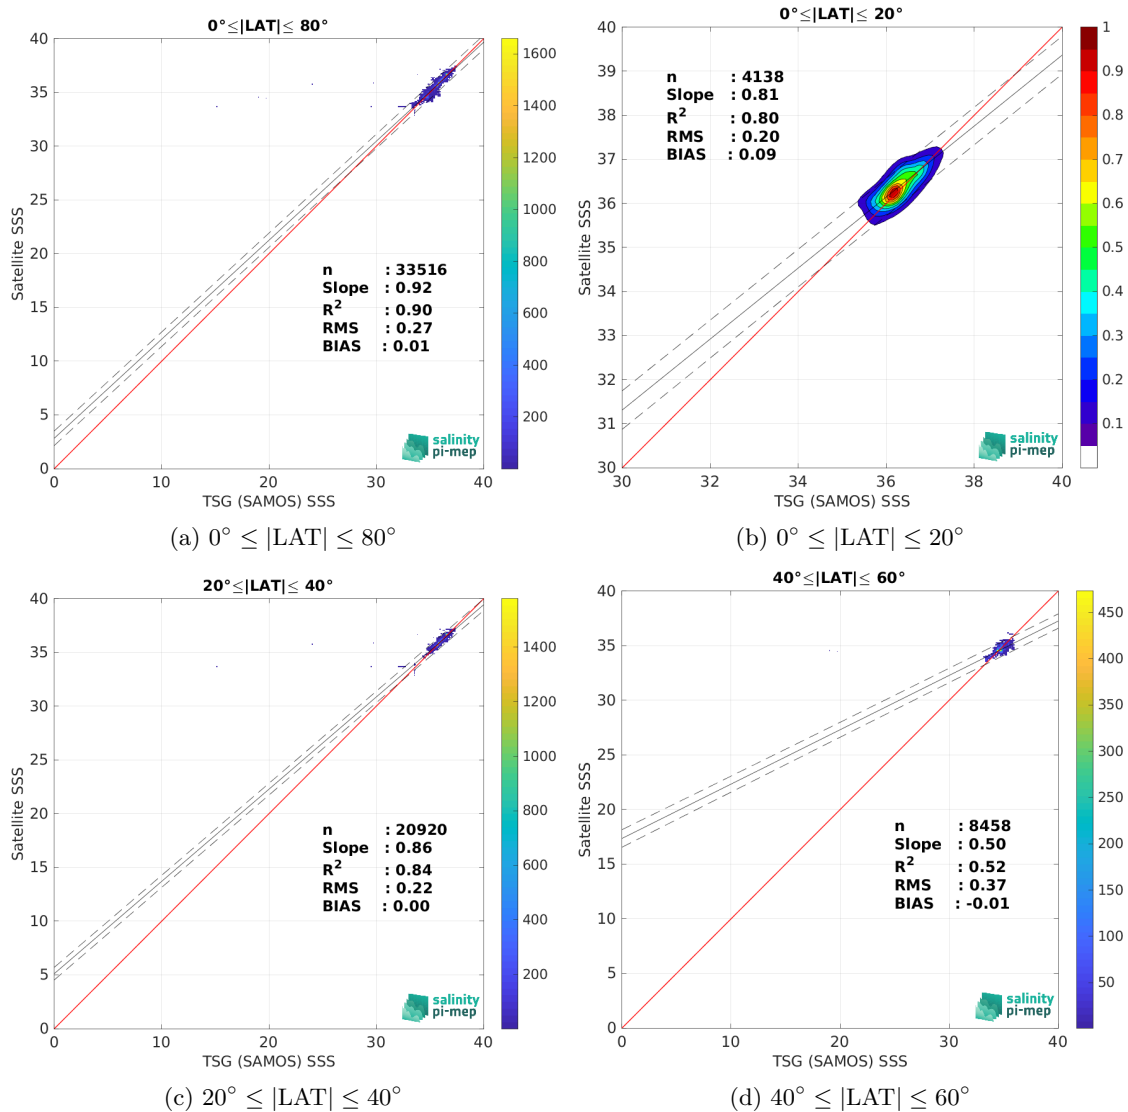 0°≤|LAT|≤ 80°
40
35
30
25
20
15
10
5
0
0
10
20
30
40
Satellite SSS
TSG (SAMOS) SSS
n : 33516
Slope : 0.92
R² : 0.90
RMS : 0.27
BIAS : 0.01
salinity
pi-mep
1600
1400
1200
1000
800
600
400
200
(a) 0° ≤ |LAT| ≤ 80°
0°≤|LAT|≤ 20°
40
39
38
37
36
35
34
33
32
31
30
30
32
34
36
38
40
Satellite SSS
TSG (SAMOS) SSS
n : 4138
Slope : 0.81
R² : 0.80
RMS : 0.20
BIAS : 0.09
salinity
pi-mep
1
0.9
0.8
0.7
0.6
0.5
0.4
0.3
0.2
0.1
(b) 0° ≤ |LAT| ≤ 20°
20°≤|LAT|≤ 40°
40
35
30
25
20
15
10
5
0
0
10
20
30
40
Satellite SSS
TSG (SAMOS) SSS
n : 20920
Slope : 0.86
R² : 0.84
RMS : 0.22
BIAS : 0.00
salinity
pi-mep
1400
1200
1000
800
600
400
200
(c) 20° ≤ |LAT| ≤ 40°
40°≤|LAT|≤ 60°
40
35
30
25
20
15
10
5
0
0
10
20
30
40
Satellite SSS
TSG (SAMOS) SSS
n : 8458
Slope : 0.50
R² : 0.52
RMS : 0.37
BIAS : -0.01
salinity
pi-mep
450
400
350
300
250
200
150
100
50
(d) 40° ≤ |LAT| ≤ 60°